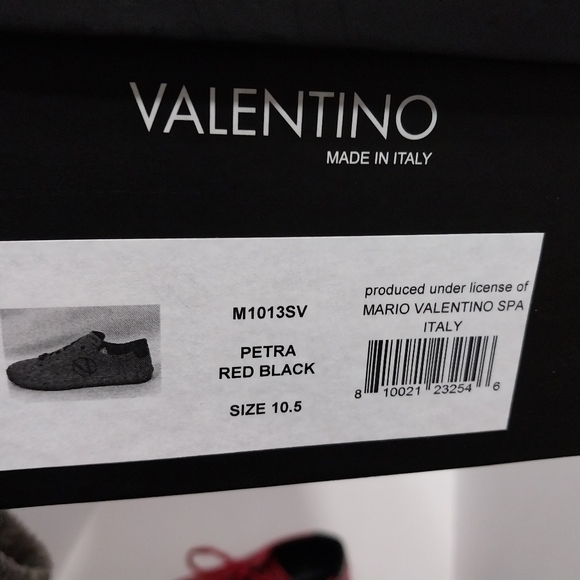 VALENTINO
MADE IN ITALY
M1013SV
PETRA
RED BLACK
SIZE 10.5
produced under license of
MARIO VALENTINO SPA
ITALY
8 10021 23254 6